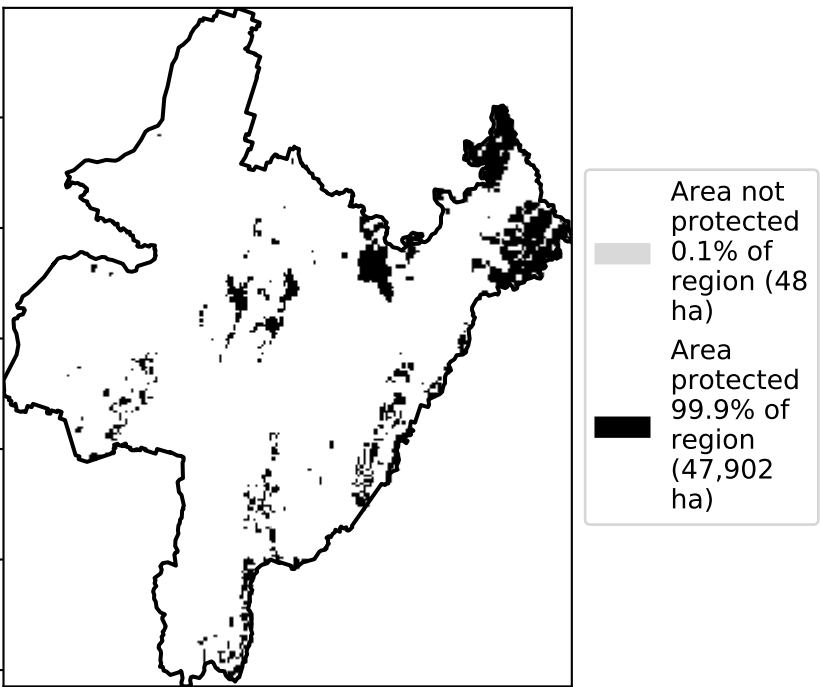 Area not
protected
0.1% of
region (48
ha)
Area
protected
99.9% of
region
(47,902
ha)